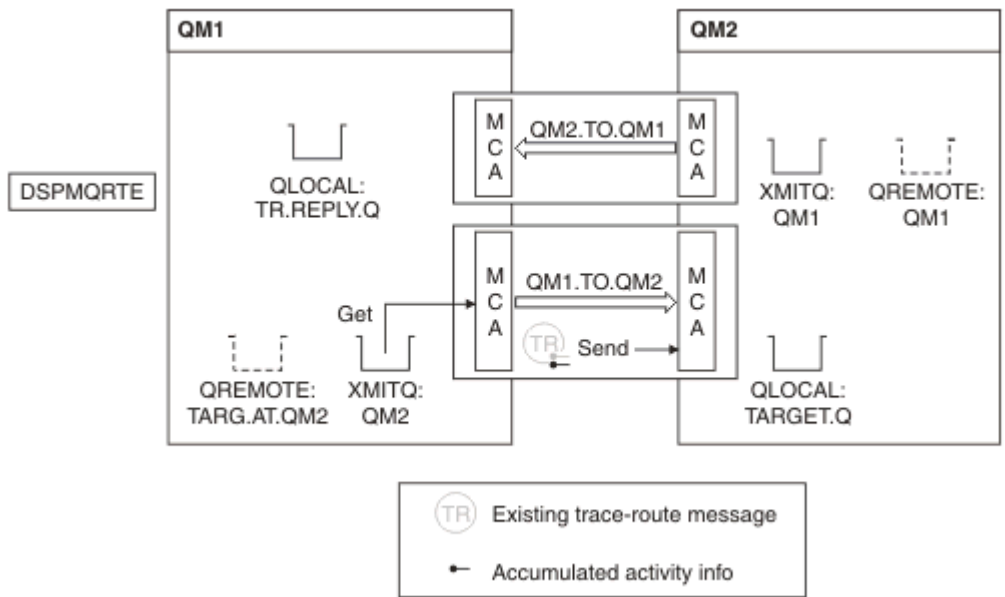 QM1
QM2
DSPMQRTE
QLOCAL:
TR.REPLY.Q
M
C
A
QM2.TO.QM1
M
C
A
XMITQ:
QM1
QREMOTE:
QM1
Get
M
C
A
QM1.TO.QM2
TR
Send
M
C
A
QREMOTE:
TARG.AT.QM2
XMITQ:
QM2
QLOCAL:
TARGET.Q
TR
Existing trace-route message
Accumulated activity info